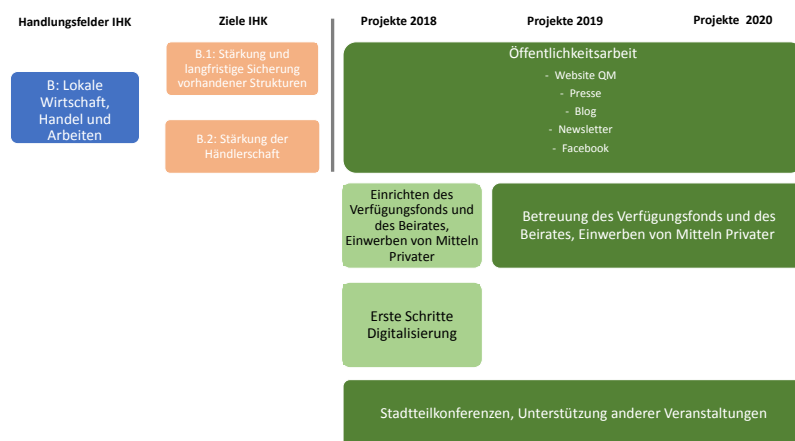 Handlungsfelder IHK
Ziele IHK
Projekte 2018
Projekte 2019
Projekte 2020
B: Lokale
Wirtschaft,
Handel und
Arbeiten
B.1: Stärkung und
langfristige Sicherung
vorhandener Strukturen
B.2: Stärkung der
Händlerschaft
Öffentlichkeitsarbeit
- Website QM
- Presse
- Blog
- Newsletter
- Facebook
Einrichten des
Verfügungsfonds und
des Beirates,
Einwerben von Mitteln
Privater
Betreuung des Verfügungsfonds und des
Beirates, Einwerben von Mitteln Privater
Erste Schritte
Digitalisierung
Stadtteilkonferenzen, Unterstützung anderer Veranstaltungen